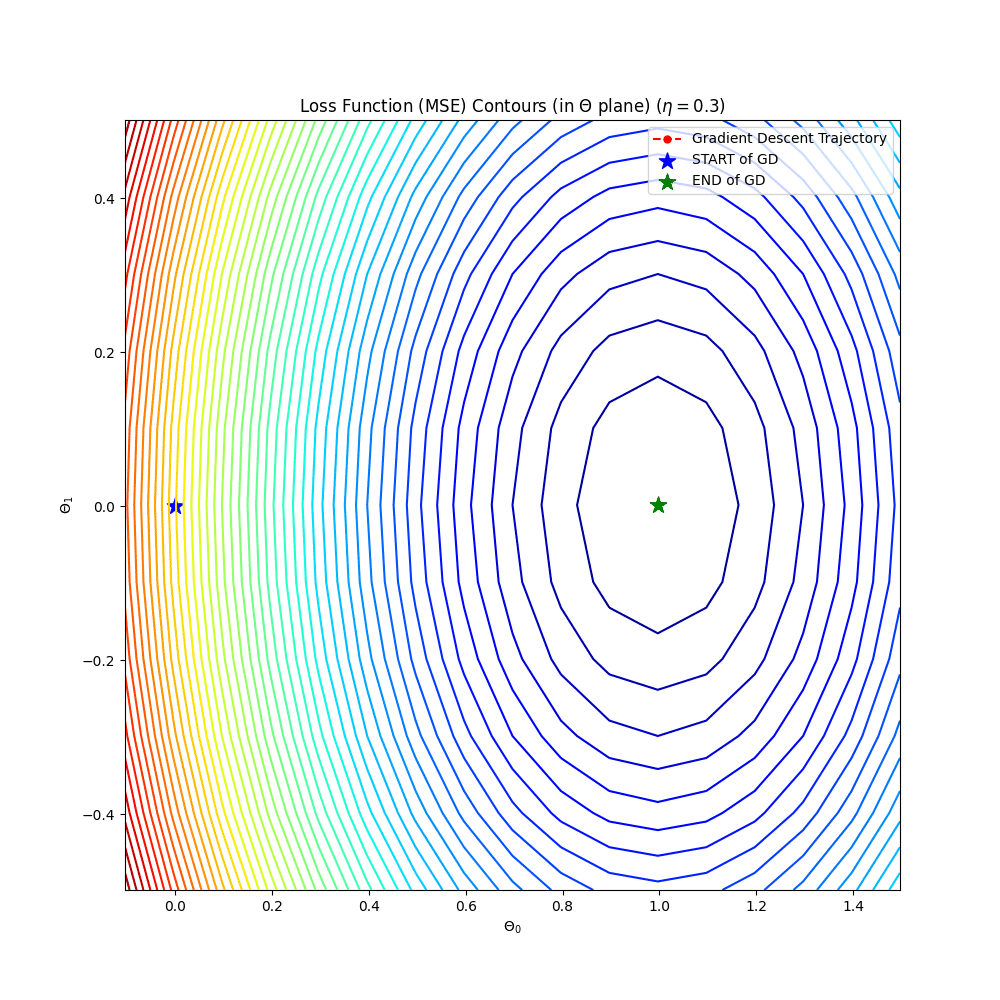 Loss Function (MSE) Contours (in Θ plane) (η = 0.3)
Gradient Descent Trajectory
START of GD
END of GD
0.4
0.2
0.0
−0.2
−0.4
Θ₁
0.0 0.2 0.4 0.6 0.8 1.0 1.2 1.4
Θ₀